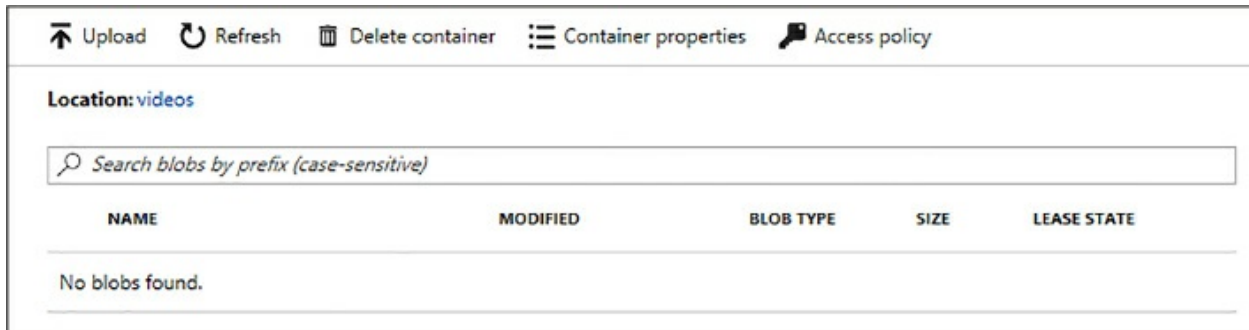 Upload Refresh Delete container Container properties Access policy
Location: videos
Search blobs by prefix (case-sensitive)
NAME MODIFIED BLOB TYPE SIZE LEASE STATE
No blobs found.